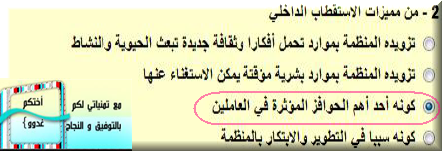 2 - من مميزات الاستقطاب الداخلي
تزويده المنظمة بموارد تحمل أفكارا وثقافة جديدة تبعث الحيوية والنشاط
تزويده المنظمة بموارد بشرية مؤقتة يمكن الاستغناء عنها
كونه أحد أهم الحوافز المؤثرة في العاملين
كونه سببا في التطوير والابتكار بالمنظمة
مع تمنياتي لكم
بالتوفيق و النجاح
أختكم
غدوو}